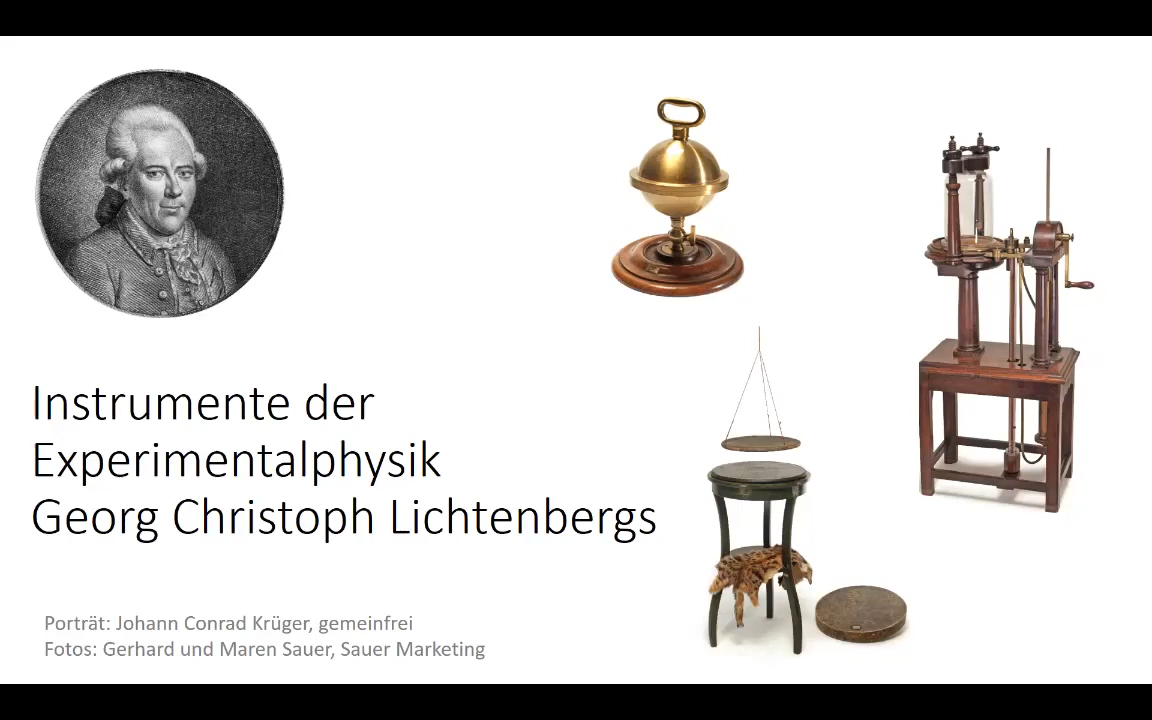 Instrumente der
Experimentalphysik
Georg Christoph Lichtenbergs
Porträt: Johann Conrad Krüger, gemeinfrei
Fotos: Gerhard und Maren Sauer, Sauer Marketing